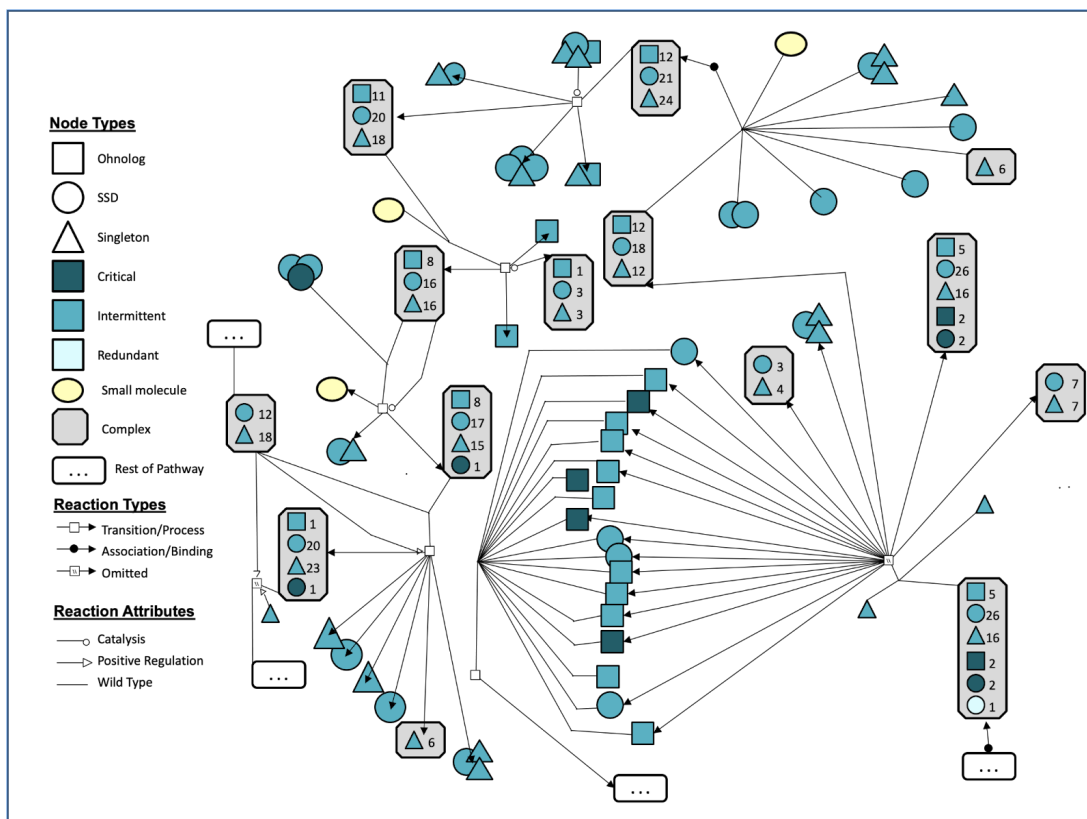 Node Types
Ohnolog
SSD
Singleton
Critical
Intermittent
Redundant
Small molecule
Complex
... Rest of Pathway
Reaction Types
Transition/Process
Association/Binding
Omitted
Reaction Attributes
Catalysis
Positive Regulation
Wild Type
11
20
18
12
21
24
6
12
18
12
8
16
16
1
3
3
5
26
16
2
2
...
12
18
8
17
15
1
3
4
7
7
1
20
23
1
...
6
5
26
16
2
2
1
...
...